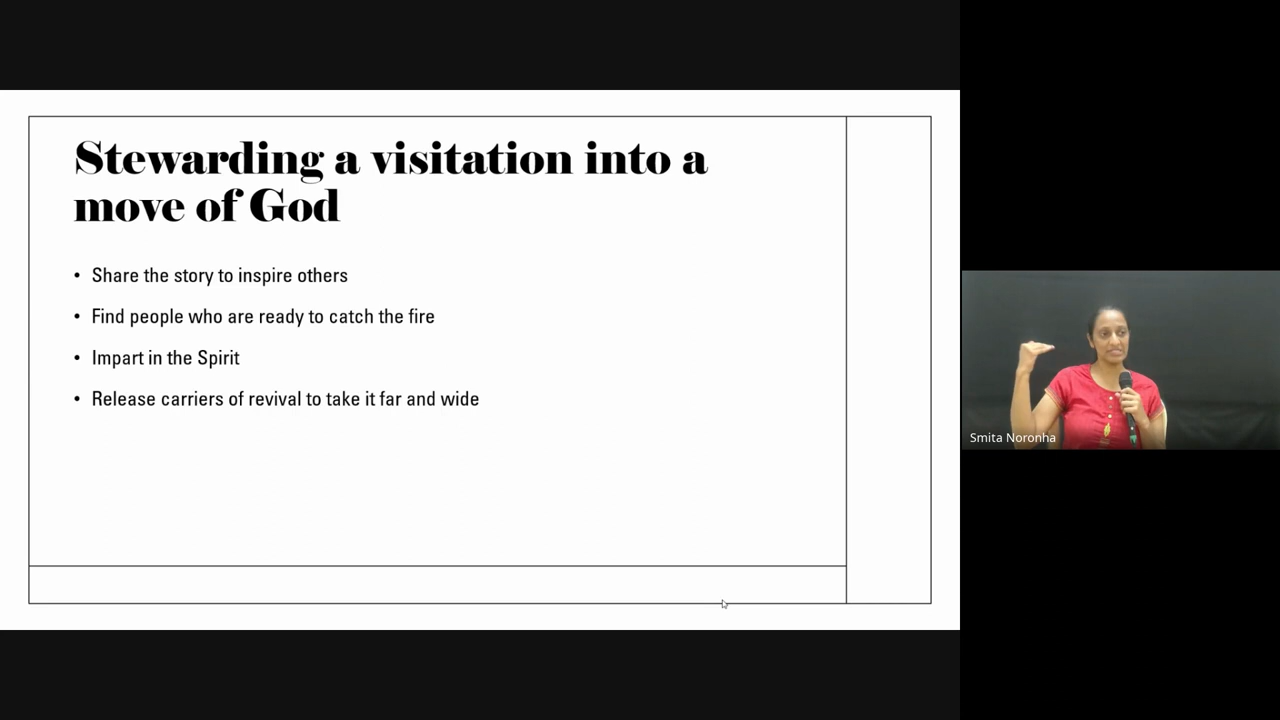 Stewarding a visitation into a
move of God
• Share the story to inspire others
• Find people who are ready to catch the fire
• Impart in the Spirit
• Release carriers of revival to take it far and wide
Smita Noronha